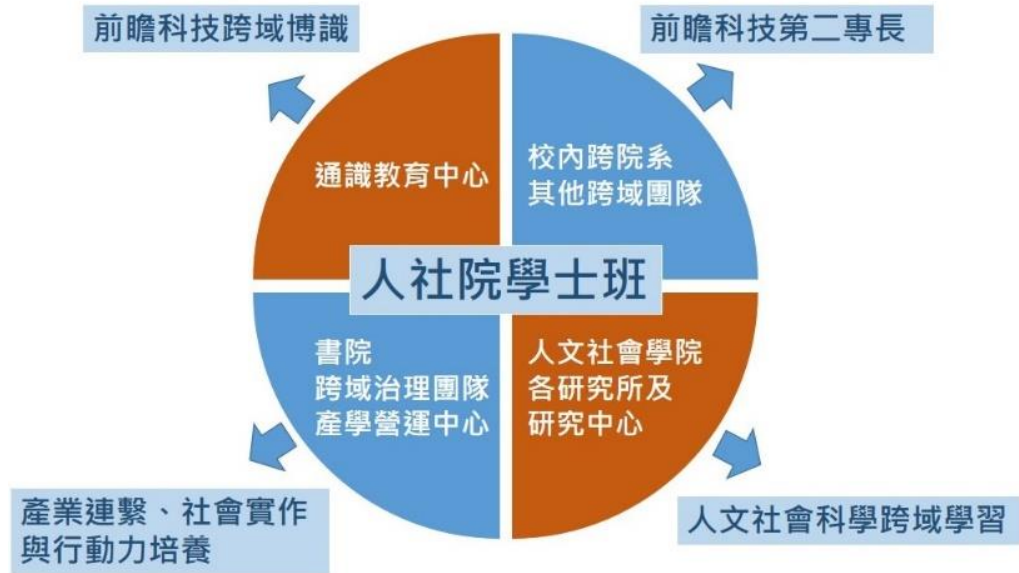 前瞻科技跨域博識
前瞻科技第二專長
通識教育中心
校內跨院系
其他跨域團隊
人社院學士班
書院
跨域治理團隊
產學營運中心
人文社會學院
各研究所及
研究中心
產業連繫、社會實作
與行動力培養
人文社會科學跨域學習